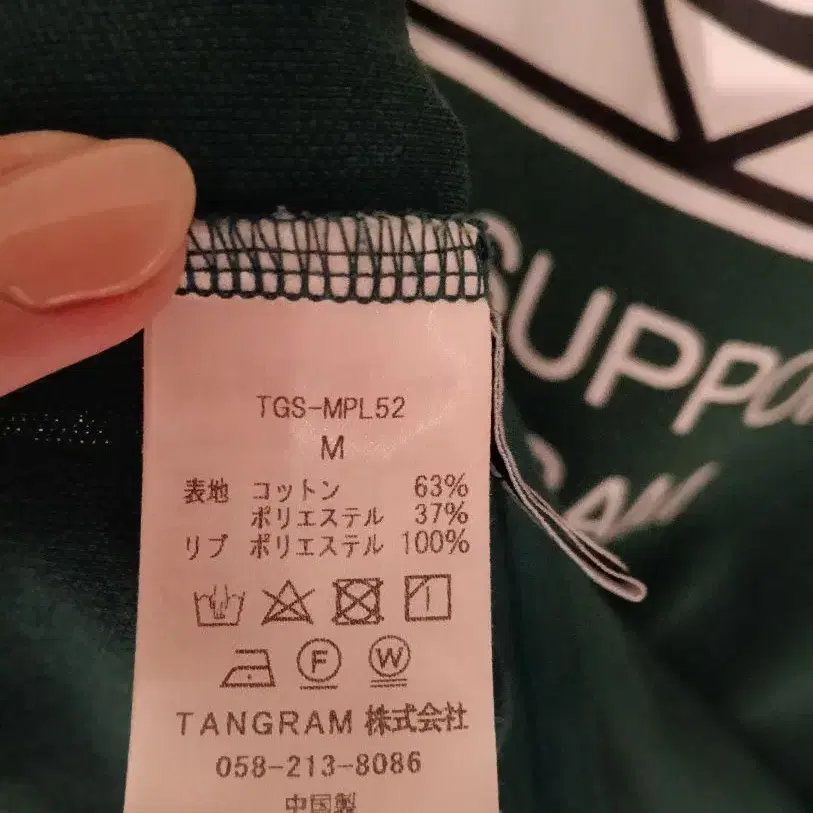 TGS-MPL52
M
表地 コットン 63%
ポリエステル 37%
リブ ポリエステル 100%
F W
TANGRAM 株式会社
058-213-8086
中国製
SUPPO